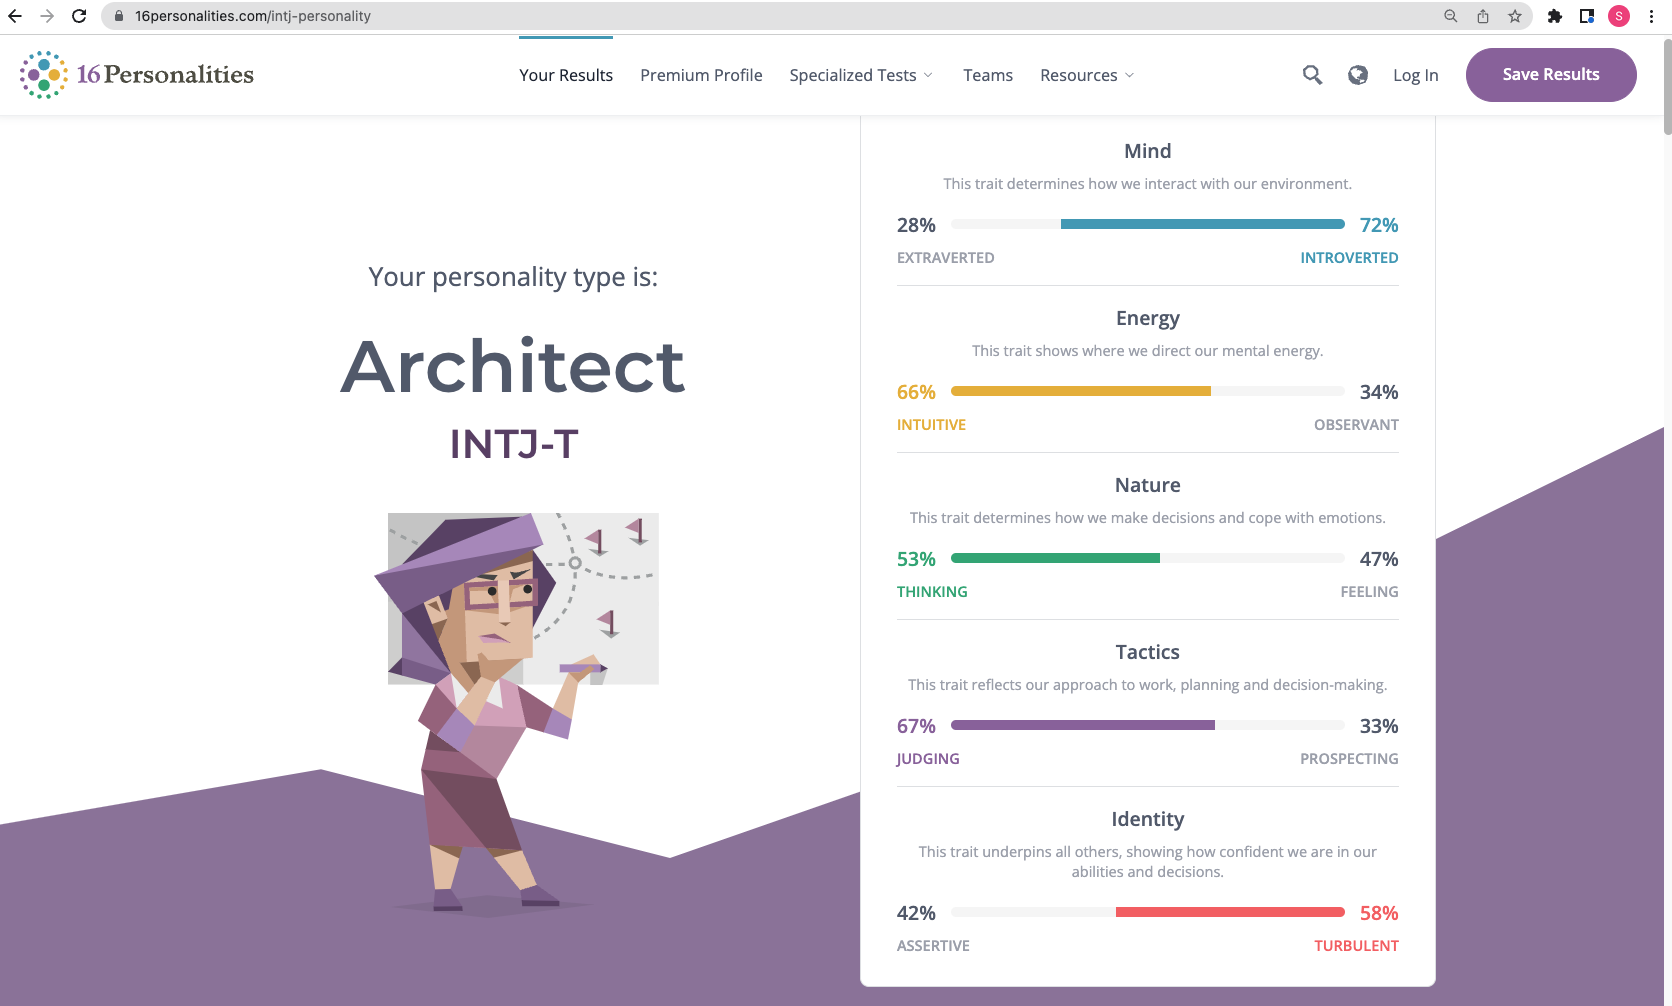 16personalities.com/intj-personality
S
16Personalities
Your Results
Premium Profile
Specialized Tests
Teams
Resources
Log In
Save Results
Your personality type is:
Architect
INTJ-T
Mind
This trait determines how we interact with our environment.
28%
72%
EXTRAVERTED
INTROVERTED
Energy
This trait shows where we direct our mental energy.
66%
34%
INTUITIVE
OBSERVANT
Nature
This trait determines how we make decisions and cope with emotions.
53%
47%
THINKING
FEELING
Tactics
This trait reflects our approach to work, planning and decision-making.
67%
33%
JUDGING
PROSPECTING
Identity
This trait underpins all others, showing how confident we are in our
abilities and decisions.
42%
58%
ASSERTIVE
TURBULENT